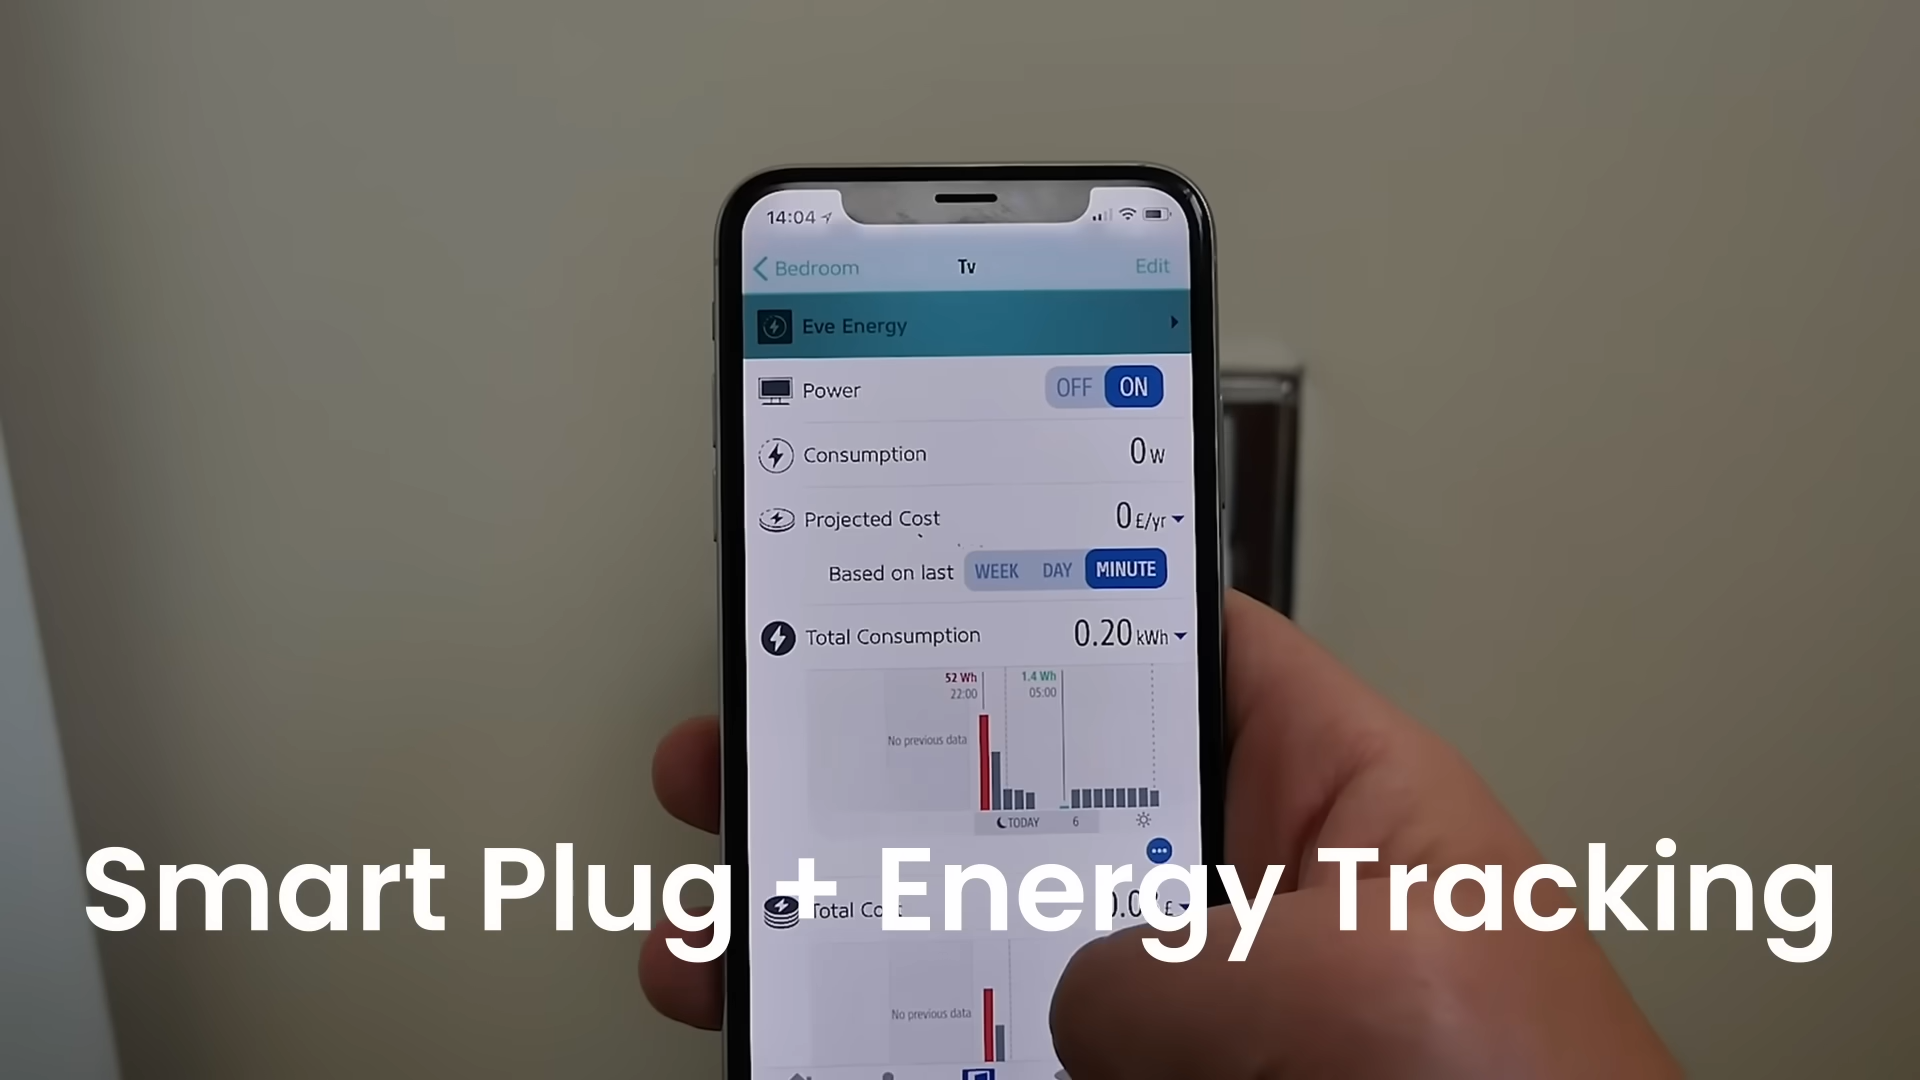 14:04
Bedroom
Tv
Edit
Eve Energy
Power
OFF ON
Consumption
0 W
Projected Cost
0 £/yr
Based on last
WEEK DAY MINUTE
Total Consumption
0.20 kWh
52 Wh
22:00
1.4 Wh
05:00
No previous data
TODAY 6
Smart Plug + Energy Tracking
Total Cost
£
No previous data